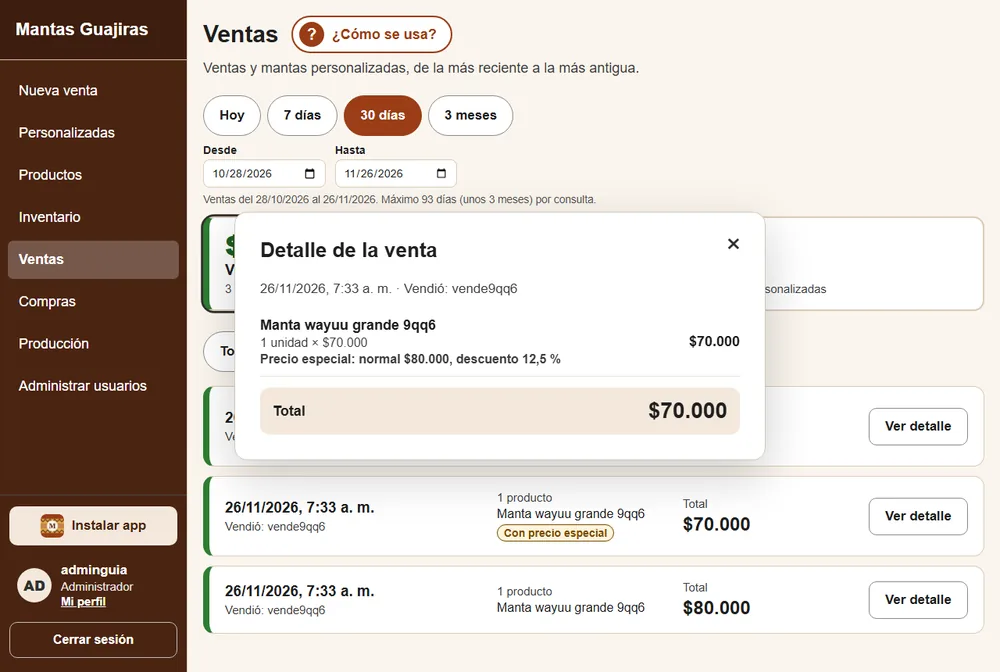 Mantas Guajiras
Nueva venta
Personalizadas
Productos
Inventario
Ventas
Compras
Producción
Administrar usuarios
M
Instalar app
AD
adminguia
Administrador
Mi perfil
Cerrar sesión
Ventas
? ¿Cómo se usa?
Ventas y mantas personalizadas, de la más reciente a la más antigua.
Hoy
7 días
30 días
3 meses
Desde
Hasta
10/28/2026
11/26/2026
Ventas del 28/10/2026 al 26/11/2026. Máximo 93 días (unos 3 meses) por consulta.
Detalle de la venta
×
26/11/2026, 7:33 a. m. · Vendió: vende9qq6
Manta wayuu grande 9qq6
1 unidad × $70.000
$70.000
Precio especial: normal $80.000, descuento 12,5 %
Total
$70.000
Ver detalle
26/11/2026, 7:33 a. m.
Vendió: vende9qq6
1 producto
Manta wayuu grande 9qq6
Con precio especial
Total
$70.000
Ver detalle
26/11/2026, 7:33 a. m.
Vendió: vende9qq6
1 producto
Manta wayuu grande 9qq6
Total
$80.000
Ver detalle